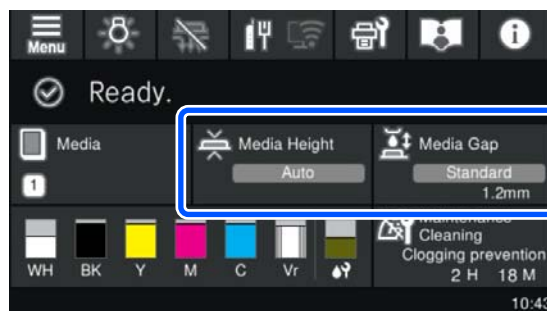 Menu
Ready.
Media
Media Height
Media Gap
Auto
Standard
1
1.2mm
Maintenance
Cleaning
Clogging prevention
WH BK Y M C Vr
2 H 18 M
10:43